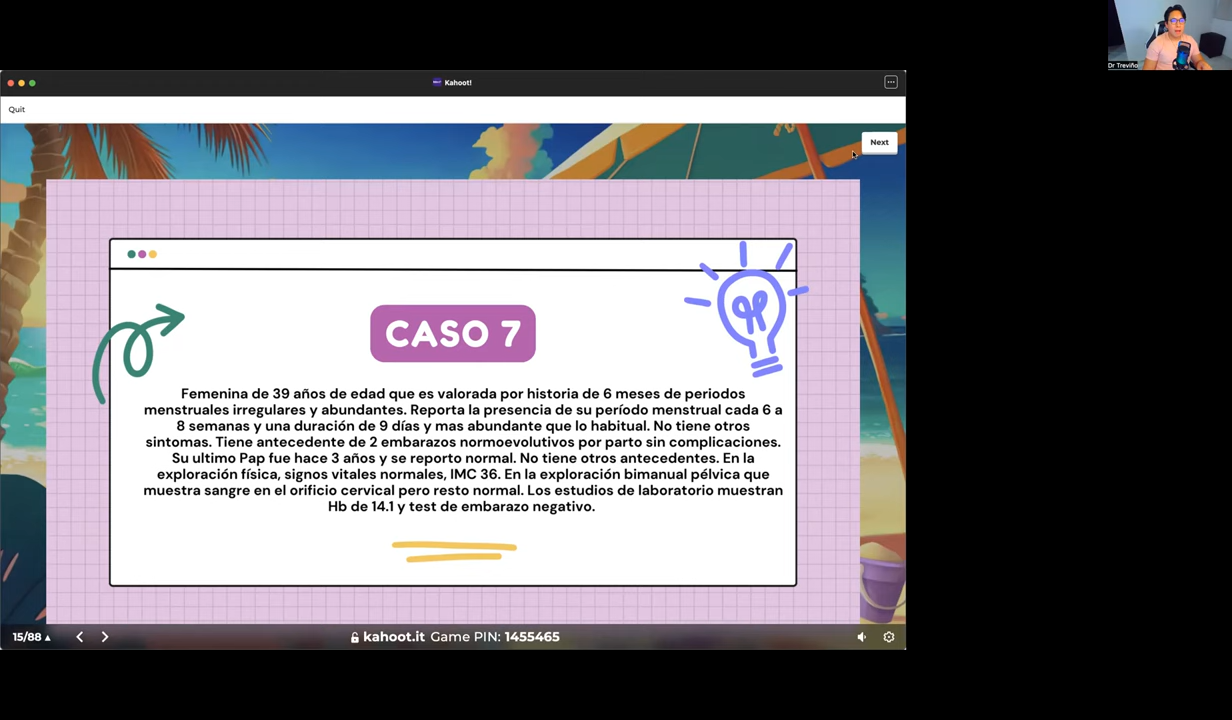 Dr Treviño
Kahoot!
Quit
Next
CASO 7
Femenina de 39 años de edad que es valorada por historia de 6 meses de periodos
menstruales irregulares y abundantes. Reporta la presencia de su período menstrual cada 6 a
8 semanas y una duración de 9 días y mas abundante que lo habitual. No tiene otros
sintomas. Tiene antecedente de 2 embarazos normoevolutivos por parto sin complicaciones.
Su ultimo Pap fue hace 3 años y se reporto normal. No tiene otros antecedentes. En la
exploración física, signos vitales normales, IMC 36. En la exploración bimanual pélvica que
muestra sangre en el orificio cervical pero resto normal. Los estudios de laboratorio muestran
Hb de 14.1 y test de embarazo negativo.
15/88
kahoot.it Game PIN: 1455465